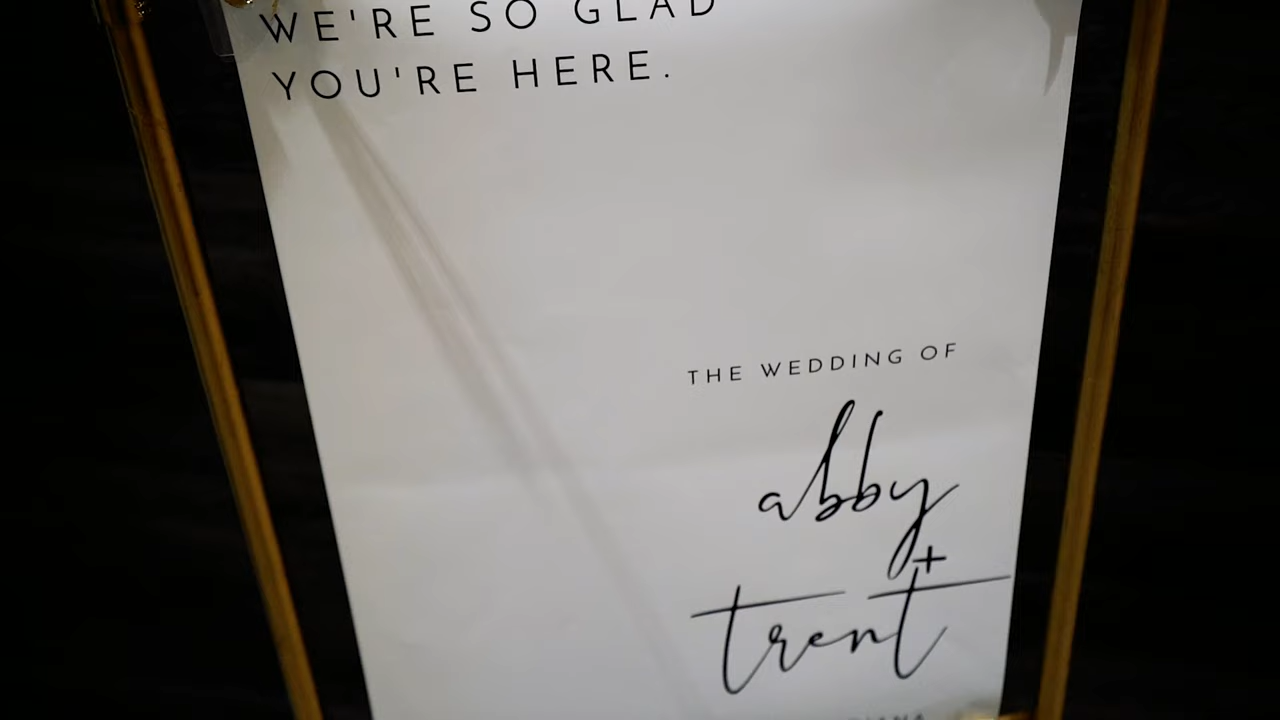 WE'RE SO GLAD
YOU'RE HERE.
THE WEDDING OF
abby
+
trent